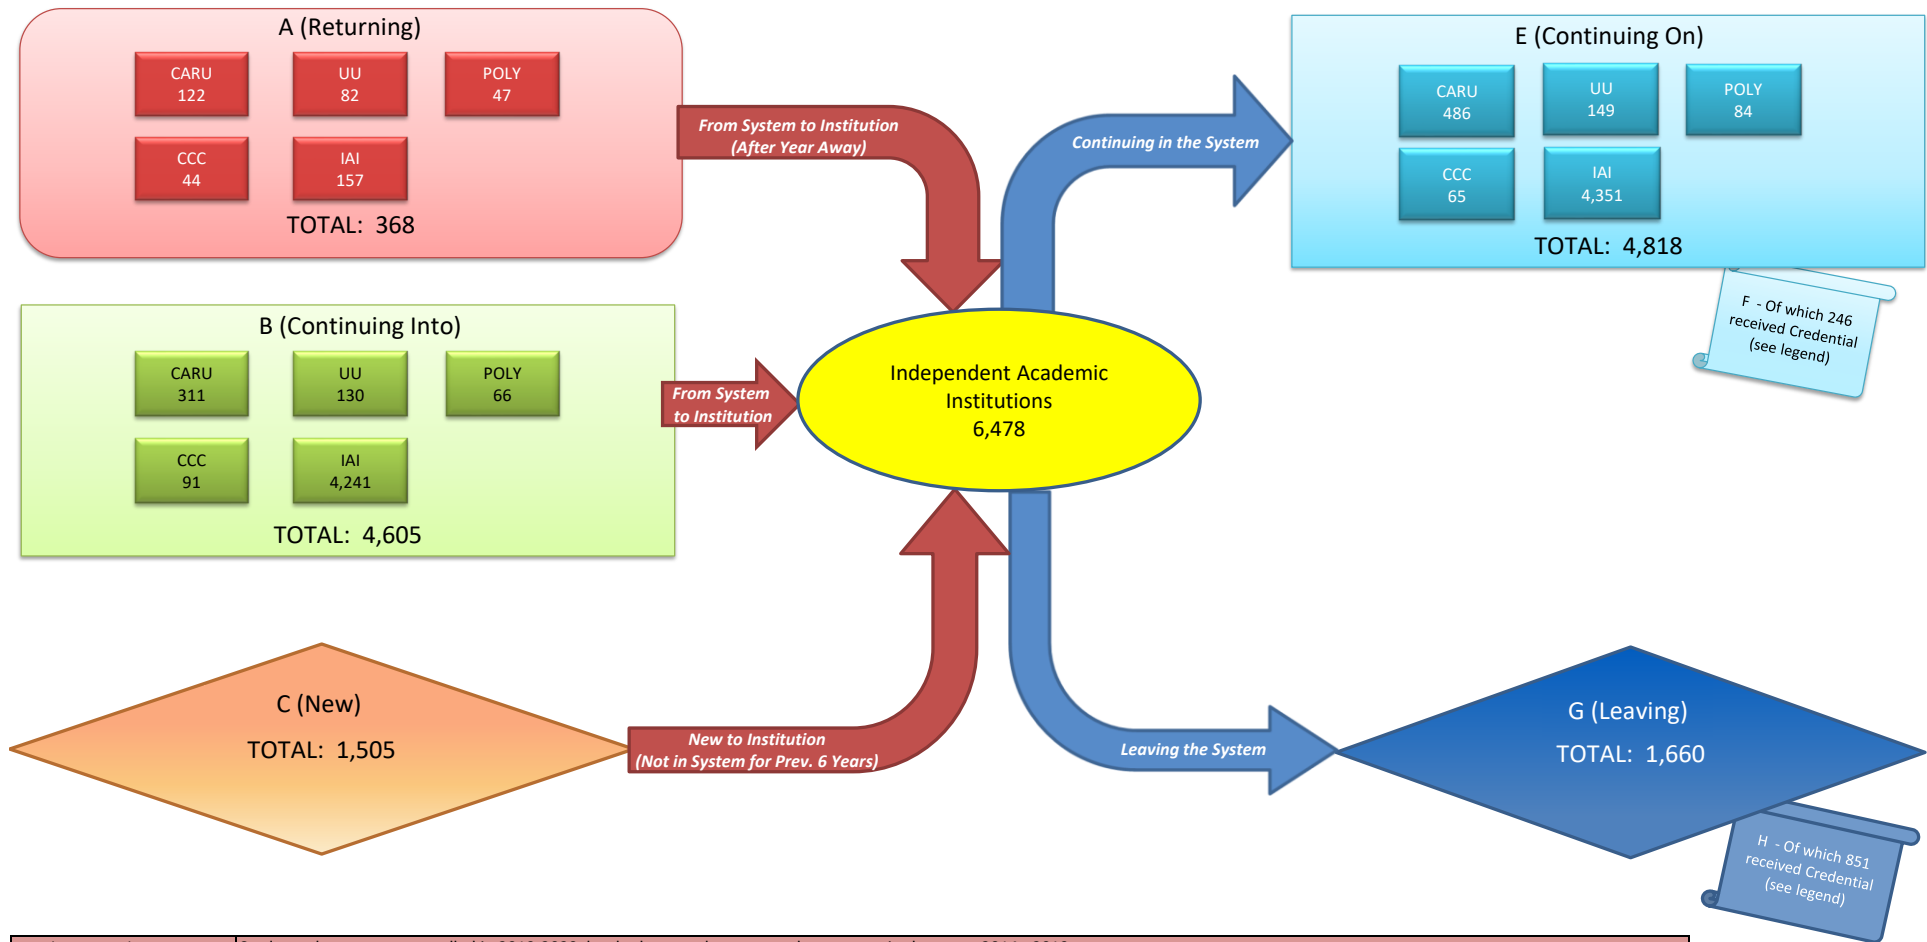 A (Returning)
CARU
122
UU
82
POLY
47
CCC
44
IAI
157
TOTAL: 368
From System to Institution
(After Year Away)
B (Continuing Into)
CARU
311
UU
130
POLY
66
CCC
91
IAI
4,241
TOTAL: 4,605
From System
to Institution
C (New)
TOTAL: 1,505
New to Institution
(Not in System for Prev. 6 Years)
Independent Academic
Institutions
6,478
Continuing in the System
E (Continuing On)
CARU
486
UU
149
POLY
84
CCC
65
IAI
4,351
TOTAL: 4,818
F - Of which 246
received Credential
(see legend)
Leaving the System
G (Leaving)
TOTAL: 1,660
H - Of which 851
received Credential
(see legend)